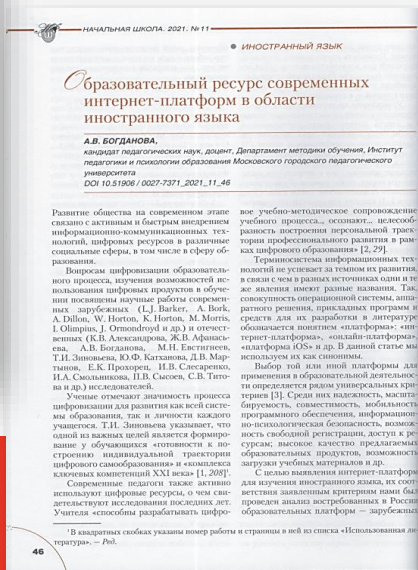 НАЧАЛЬНАЯ ШКОЛА. 2021. №11
• ИНОСТРАННЫЙ ЯЗЫК
Образовательный ресурс современных
интернет-платформ в области
иностранного языка
А.В. БОГДАНОВА,
кандидат педагогических наук, доцент, Департамент методики обучения, Институт
педагогики и психологии образования Московского городского педагогического
университета
DOI 10.51906 / 0027-7371_2021_11_46
Развитие общества на современном этапе
связано с активным и быстрым внедрением
информационно-коммуникационных тех-
нологий, цифровых ресурсов в различные
социальные сферы, в том числе в сферу об-
разования.
Вопросам цифровизации образователь-
ного процесса, изучения возможностей ис-
пользования цифровых продуктов в обуче-
нии посвящены научные работы современ-
ных зарубежных (L.J. Barker, A. Bork,
A. Dillon, W. Horton, K. Horton, M. Morris,
I. Olimpius, J. Ormondroyd и др.) и отечест-
венных (К.В. Александрова, Ж.В. Афанась-
ева, А.В. Богданова, М.Н. Евстигнеев,
Т.И. Зиновьева, Ю.Ф. Катханова, Д.В. Мар-
тынов, Е.К. Прохорец, И.В. Слесаренко,
И.А. Смольникова, П.В. Сысоев, С.В. Тито-
ва и др.) исследователей.
Ученые отмечают значимость процесса
цифровизации для развития как всей систе-
мы образования, так и личности каждого
учащегося. Т.И. Зиновьева указывает, что
одной из важных целей является формиро-
вание у обучающихся «готовности к по-
строению индивидуальной траектории
цифрового самообразования» и «комплекса
ключевых компетенций XXI века» [1, 208]¹.
Современные педагоги также активно
используют цифровые ресурсы, о чем сви-
детельствуют исследования последних лет.
Учителя «способны разрабатывать цифро-
вое учебно-методическое сопровождение
учебного процесса.., осознают... целесооб-
разность построения персональной траек-
тории профессионального развития в рам-
ках цифрового образования» [2, 29].
Терминосистема информационных тех-
нологий не успевает за темпом их развития,
в связи с чем в разных источниках одни и те
же явления имеют разные названия. Так,
совокупность операционной системы, аппа-
ратного решения, прикладных программ и
средств для их разработки в литературе
обозначается понятием «платформа»: «ин-
тернет-платформа», «онлайн-платформа»,
«платформа iOS» и др. В данной статье мы
используем их как синонимы.
Выбор той или иной платформы для
применения в образовательной деятельнос-
ти определяется рядом универсальных кри-
териев [3]. Среди них надежность, масшта-
бируемость, совместимость, мобильность
программного обеспечения, информацион-
но-психологическая безопасность, возмож-
ность свободной регистрации, доступ к ре-
сурсам; высокое качество предлагаемых
образовательных продуктов, возможность
загрузки учебных материалов и др.
С целью выявления интернет-платформ
для изучения иностранного языка, их соот-
ветствия заявленным критериям нами был
проведен анализ востребованных в России
образовательных платформ — зарубежных
¹ В квадратных скобках указаны номер работы и страницы в ней из списка «Использованная ли-
тература». — Ред.
46